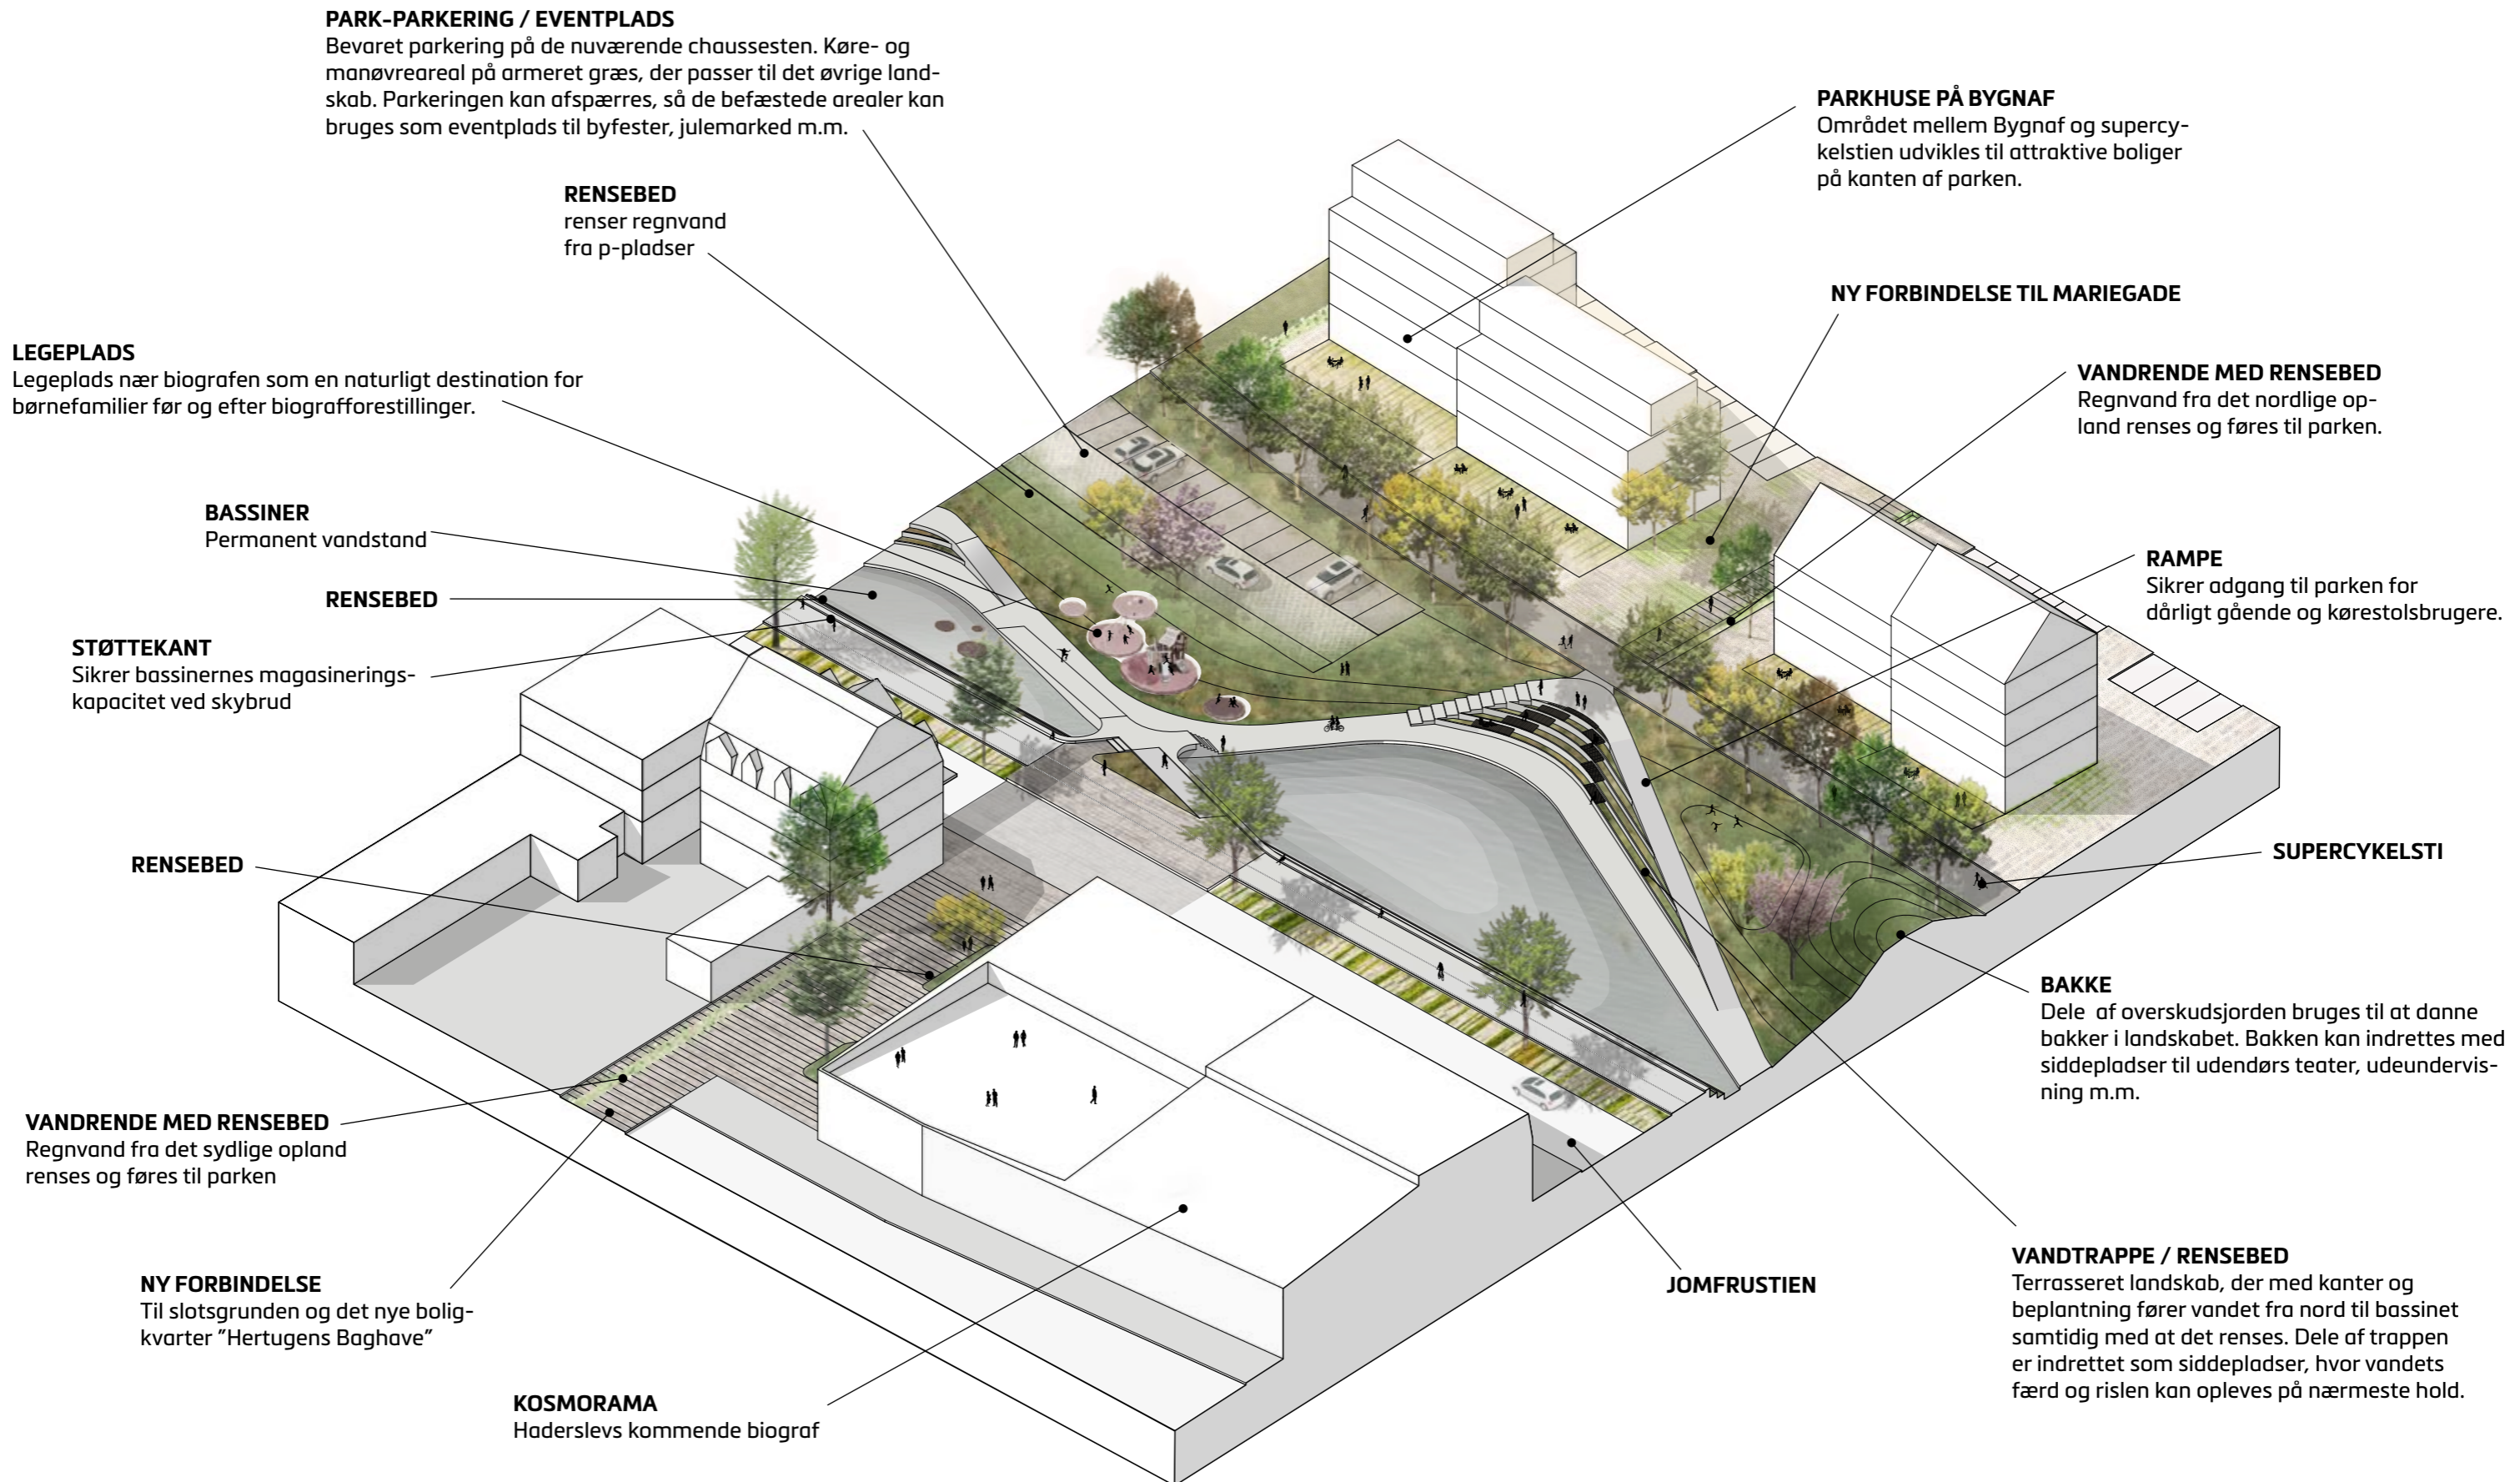 PARK-PARKERING / EVENTPLADS
Bevaret parkering på de nuværende chaussesten. Køre- og
manøvreareal på armeret græs, der passer til det øvrige land-
skab. Parkeringen kan afspærres, så de befæstede arealer kan
bruges som eventplads til byfester, julemarked m.m.
PARKHUSE PÅ BYGNAF
Området mellem Bygnaf og supercy-
kelstien udvikles til attraktive boliger
på kanten af parken.
RENSEBED
renser regnvand
fra p-pladser
NY FORBINDELSE TIL MARIEGADE
LEGEPLADS
Legeplads nær biografen som en naturligt destination for
børnefamilier før og efter biografforestillinger.
VANDRENDE MED RENSEBED
Regnvand fra det nordlige op-
land renses og føres til parken.
BASSINER
Permanent vandstand
RAMPE
Sikrer adgang til parken for
dårligt gående og kørestolsbrugere.
RENSEBED
STØTTEKANT
Sikrer bassinernes magasinerings-
kapacitet ved skybrud
RENSEBED
SUPERCYKELSTI
BAKKE
Dele af overskudsjorden bruges til at danne
bakker i landskabet. Bakken kan indrettes med
siddepladser til udendørs teater, udeundervis-
ning m.m.
VANDRENDE MED RENSEBED
Regnvand fra det sydlige opland
renses og føres til parken
NY FORBINDELSE
Til slotsgrunden og det nye bolig-
kvarter "Hertugens Baghave"
JOMFRUSTIEN
VANDTRAPPE / RENSEBED
Terrasseret landskab, der med kanter og
beplantning fører vandet fra nord til bassinet
samtidig med at det renses. Dele af trappen
er indrettet som siddepladser, hvor vandets
færd og rislen kan opleves på nærmeste hold.
KOSMORAMA
Haderslevs kommende biograf